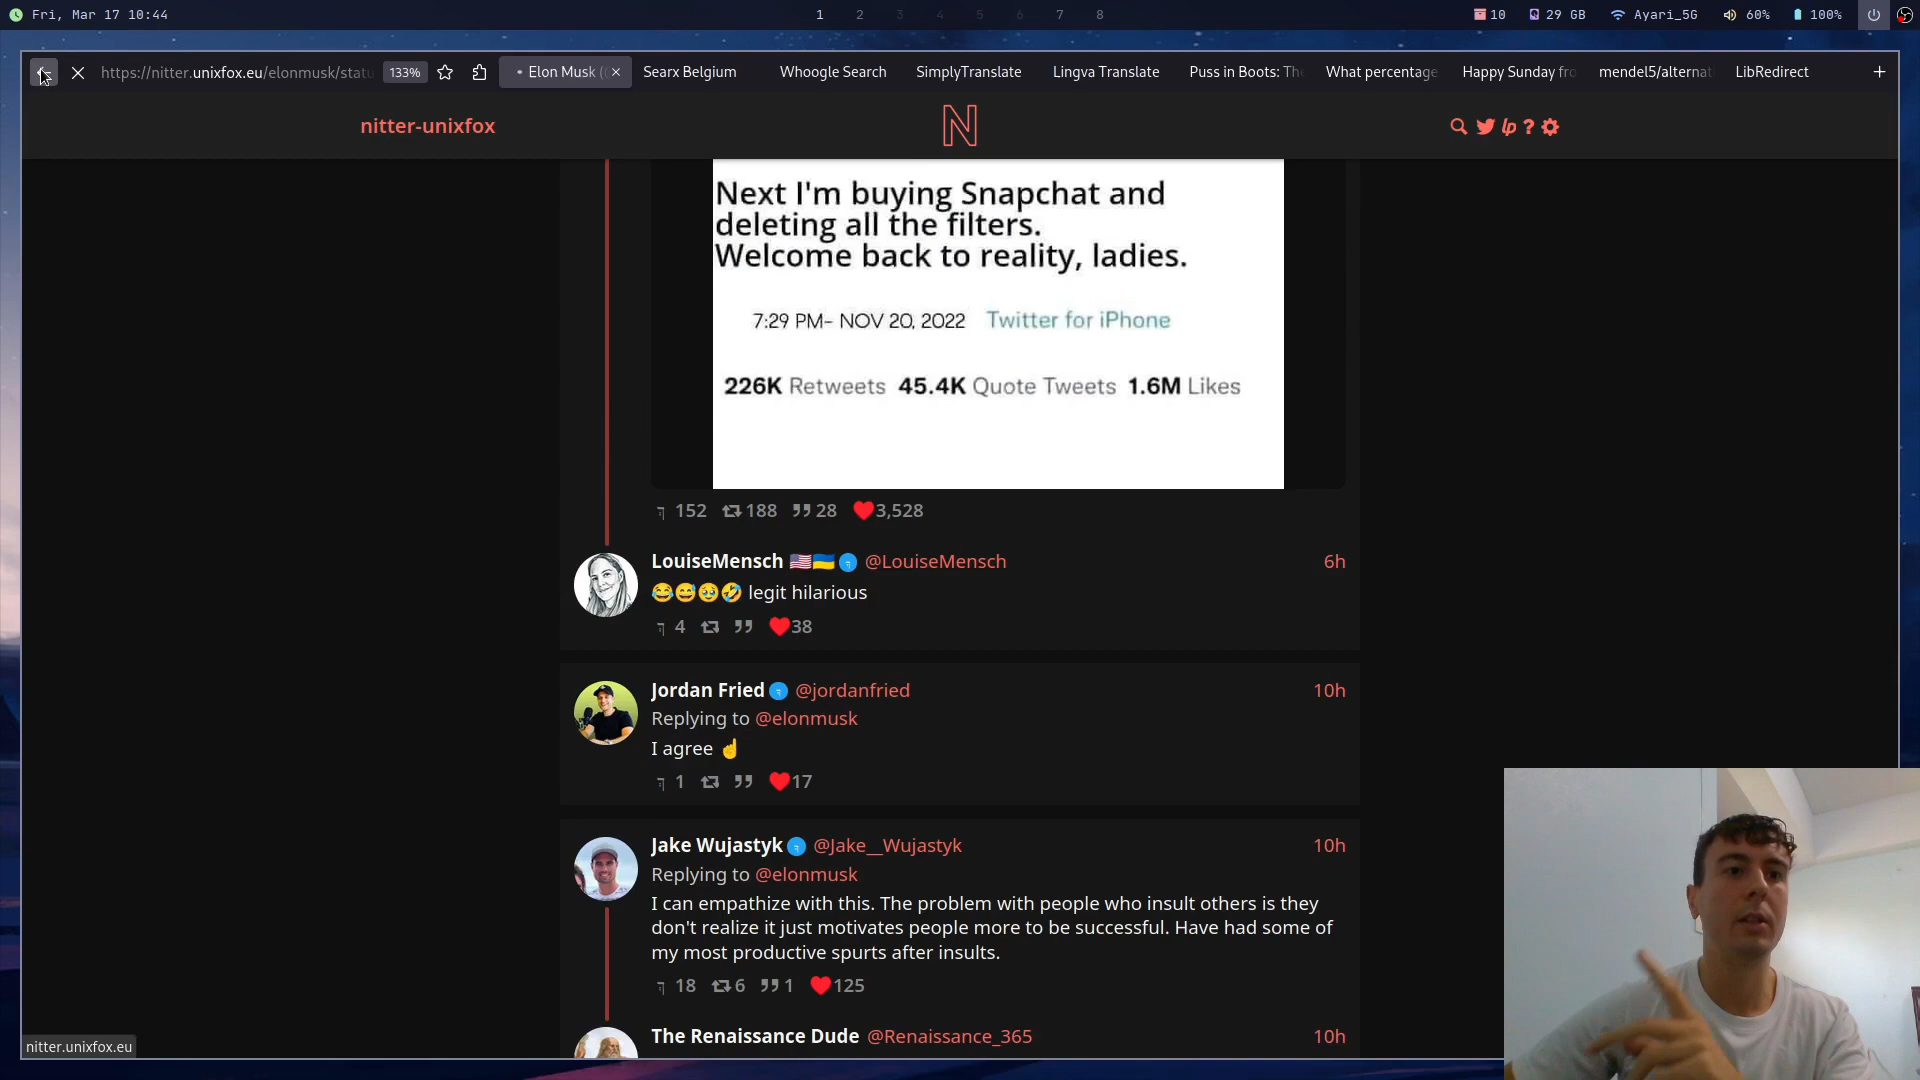 Fri, Mar 17 10:44
1 2 3 4 5 6 7 8
10 29 GB Ayari_5G 60% 100%
https://nitter.unixfox.eu/elonmusk/statu 133% Elon Musk (( Searx Belgium Whoogle Search SimplyTranslate Lingva Translate Puss in Boots: The What percentage Happy Sunday fro mendel5/alternat LibRedirect
nitter-unixfox N lp ?
Next I'm buying Snapchat and
deleting all the filters.
Welcome back to reality, ladies.
7:29 PM– NOV 20, 2022 Twitter for iPhone
226K Retweets 45.4K Quote Tweets 1.6M Likes
152 188 28 ❤3,528
LouiseMensch 🇺🇸🇺🇦 @LouiseMensch 6h
😂😅🥹🤣 legit hilarious
4 ❤38
Jordan Fried @jordanfried 10h
Replying to @elonmusk
I agree ☝
1 ❤17
Jake Wujastyk @Jake__Wujastyk 10h
Replying to @elonmusk
I can empathize with this. The problem with people who insult others is they
don't realize it just motivates people more to be successful. Have had some of
my most productive spurts after insults.
18 6 1 ❤125
The Renaissance Dude @Renaissance_365 10h
nitter.unixfox.eu